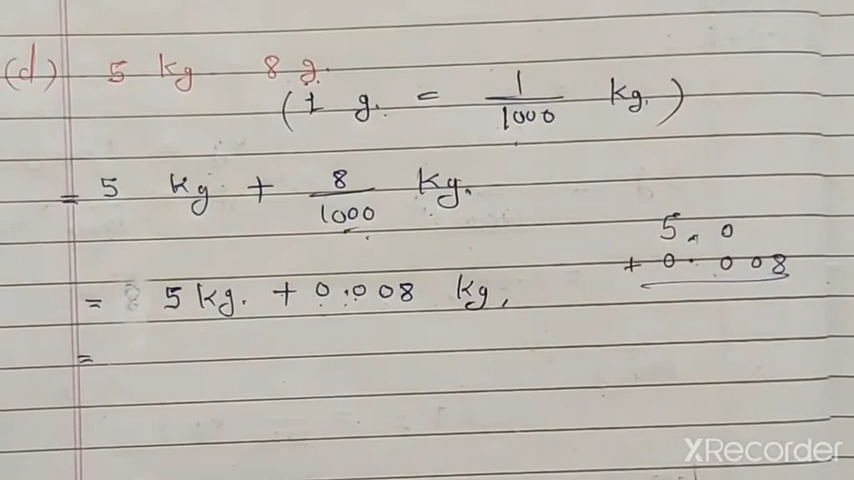 (d) 5 kg 8 g.
(1 g. = 1/1000 kg.)
= 5 kg + 8/1000 kg.
5.0
+ 0.008
= 5 kg. + 0.008 kg.
=
XRecorder